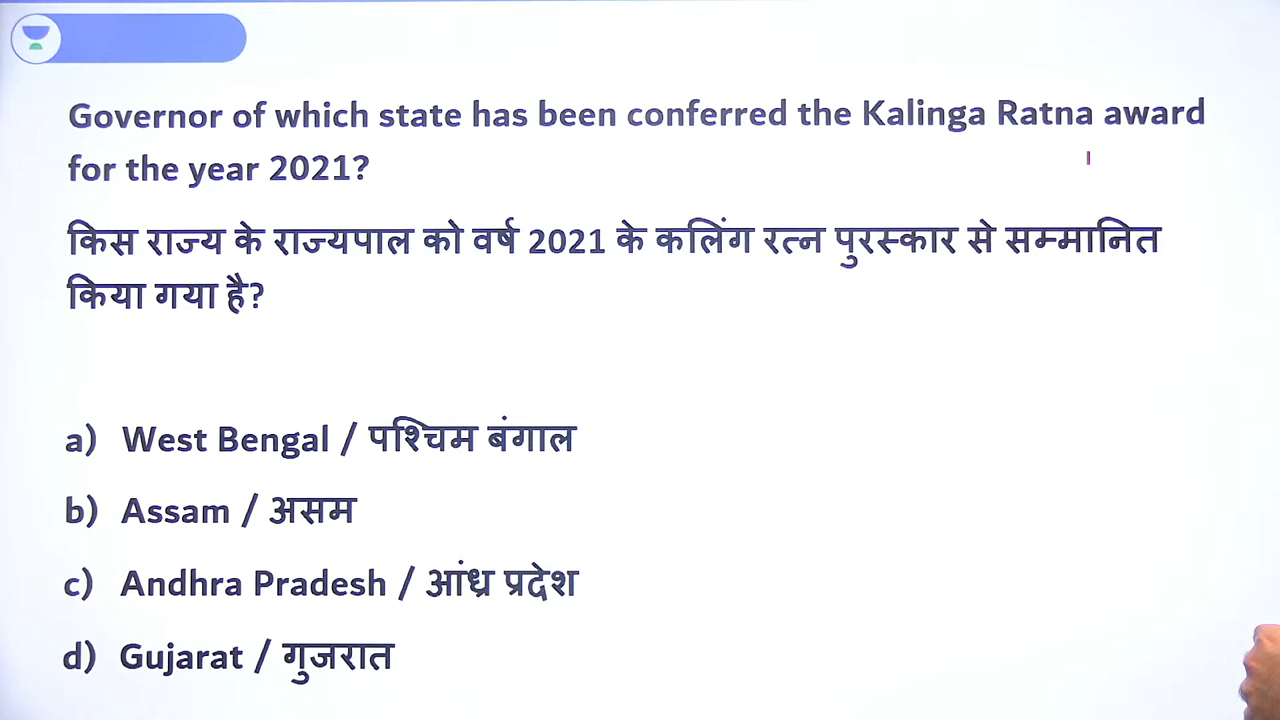 Governor of which state has been conferred the Kalinga Ratna award
for the year 2021?
किस राज्य के राज्यपाल को वर्ष 2021 के कलिंग रत्न पुरस्कार से सम्मानित
किया गया है?
a) West Bengal / पश्चिम बंगाल
b) Assam / असम
c) Andhra Pradesh / आंध्र प्रदेश
d) Gujarat / गुजरात